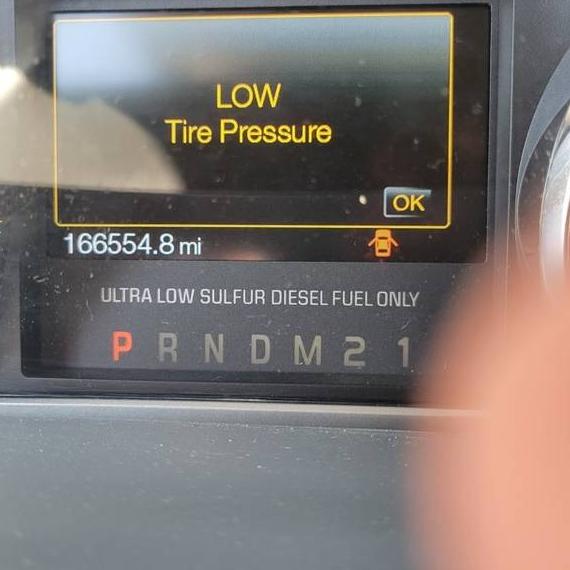 LOW
Tire Pressure
OK
166554.8 mi
ULTRA LOW SULFUR DIESEL FUEL ONLY
P R N D M 2 1